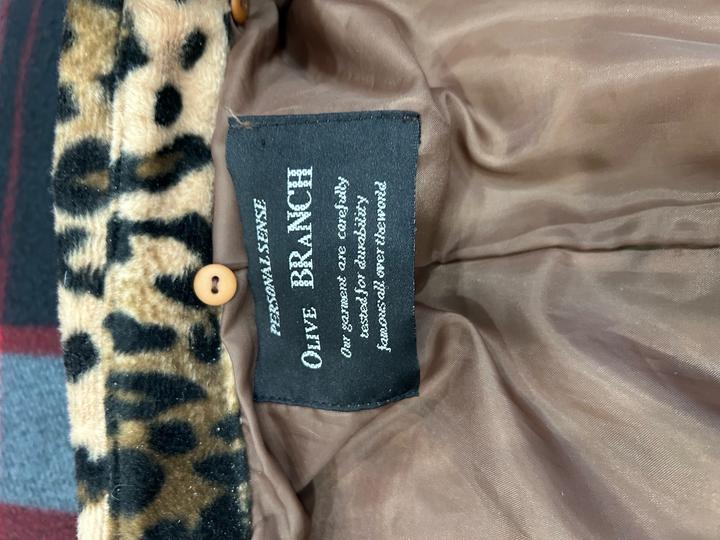 PERSONAL SENSE
OLIVE BRANCH
Our garment are carefully
tested for durability
famous all over the world